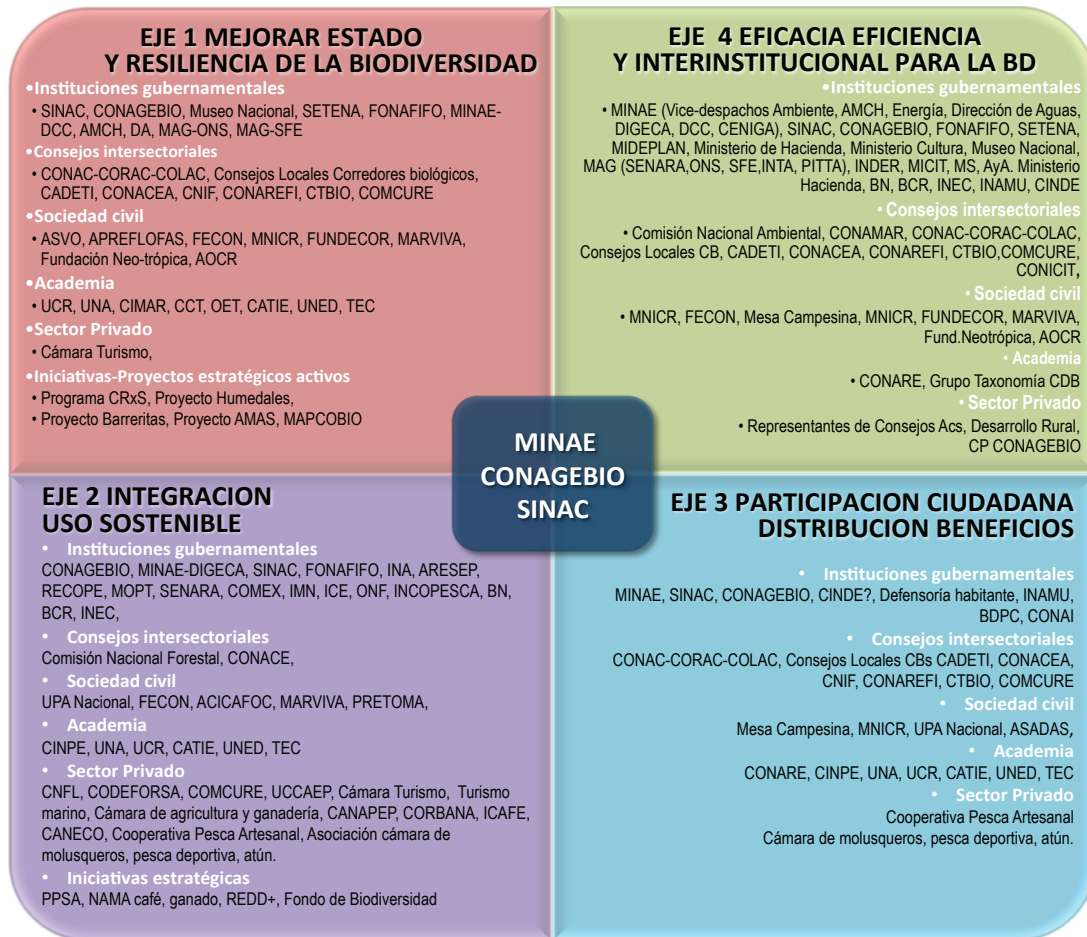 EJE 1 MEJORAR ESTADO
Y RESILIENCIA DE LA BIODIVERSIDAD
•Instituciones gubernamentales
• SINAC, CONAGEBIO, Museo Nacional, SETENA, FONAFIFO, MINAE-
DCC, AMCH, DA, MAG-ONS, MAG-SFE
•Consejos intersectoriales
• CONAC-CORAC-COLAC, Consejos Locales Corredores biológicos,
CADETI, CONACEA, CNIF, CONAREFI, CTBIO, COMCURE
•Sociedad civil
• ASVO, APREFLOFAS, FECON, MNICR, FUNDECOR, MARVIVA,
Fundación Neo-trópica, AOCR
•Academia
• UCR, UNA, CIMAR, CCT, OET, CATIE, UNED, TEC
•Sector Privado
• Cámara Turismo,
•Iniciativas-Proyectos estratégicos activos
• Programa CRxS, Proyecto Humedales,
• Proyecto Barreritas, Proyecto AMAS, MAPCOBIO
EJE 4 EFICACIA EFICIENCIA
Y INTERINSTITUCIONAL PARA LA BD
•Instituciones gubernamentales
• MINAE (Vice-despachos Ambiente, AMCH, Energía, Dirección de Aguas,
DIGECA, DCC, CENIGA), SINAC, CONAGEBIO, FONAFIFO, SETENA,
MIDEPLAN, Ministerio de Hacienda, Ministerio Cultura, Museo Nacional,
MAG (SENARA,ONS, SFE,INTA, PITTA), INDER, MICIT, MS, AyA. Ministerio
Hacienda, BN, BCR, INEC, INAMU, CINDE
• Consejos intersectoriales
• Comisión Nacional Ambiental, CONAMAR, CONAC-CORAC-COLAC,
Consejos Locales CB, CADETI, CONACEA, CONAREFI, CTBIO,COMCURE,
CONICIT,
• Sociedad civil
• MNICR, FECON, Mesa Campesina, MNICR, FUNDECOR, MARVIVA,
Fund.Neotrópica, AOCR
• Academia
• CONARE, Grupo Taxonomía CDB
• Sector Privado
• Representantes de Consejos Acs, Desarrollo Rural,
CP CONAGEBIO
MINAE
CONAGEBIO
SINAC
EJE 2 INTEGRACION
USO SOSTENIBLE
• Instituciones gubernamentales
CONAGEBIO, MINAE-DIGECA, SINAC, FONAFIFO, INA, ARESEP,
RECOPE, MOPT, SENARA, COMEX, IMN, ICE, ONF, INCOPESCA, BN,
BCR, INEC,
• Consejos intersectoriales
Comisión Nacional Forestal, CONACE,
• Sociedad civil
UPA Nacional, FECON, ACICAFOC, MARVIVA, PRETOMA,
• Academia
CINPE, UNA, UCR, CATIE, UNED, TEC
• Sector Privado
CNFL, CODEFORSA, COMCURE, UCCAEP, Cámara Turismo, Turismo
marino, Cámara de agricultura y ganadería, CANAPEP, CORBANA, ICAFE,
CANECO, Cooperativa Pesca Artesanal, Asociación cámara de
molusqueros, pesca deportiva, atún.
• Iniciativas estratégicas
PPSA, NAMA café, ganado, REDD+, Fondo de Biodiversidad
EJE 3 PARTICIPACION CIUDADANA
DISTRIBUCION BENEFICIOS
• Instituciones gubernamentales
MINAE, SINAC, CONAGEBIO, CINDE?, Defensoría habitante, INAMU,
BDPC, CONAI
• Consejos intersectoriales
CONAC-CORAC-COLAC, Consejos Locales CBs CADETI, CONACEA,
CNIF, CONAREFI, CTBIO, COMCURE
• Sociedad civil
Mesa Campesina, MNICR, UPA Nacional, ASADAS,
• Academia
CONARE, CINPE, UNA, UCR, CATIE, UNED, TEC
• Sector Privado
Cooperativa Pesca Artesanal
Cámara de molusqueros, pesca deportiva, atún.